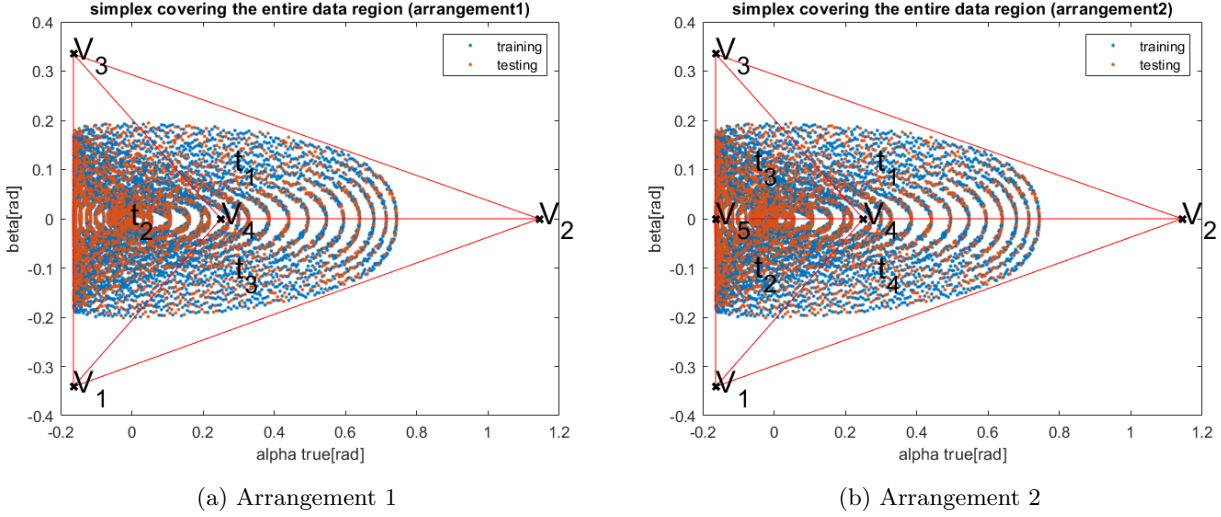 simplex covering the entire data region (arrangement1)
training
testing
V3
V1
V2
V4
t1
t2
t3
0.4
0.3
0.2
0.1
0
-0.1
-0.2
-0.3
-0.4
beta[rad]
-0.2 0 0.2 0.4 0.6 0.8 1 1.2
alpha true[rad]
(a) Arrangement 1
simplex covering the entire data region (arrangement2)
training
testing
V3
V1
V2
V4
V5
t3
t1
t2
t4
0.4
0.3
0.2
0.1
0
-0.1
-0.2
-0.3
-0.4
beta[rad]
-0.2 0 0.2 0.4 0.6 0.8 1 1.2
alpha true[rad]
(b) Arrangement 2